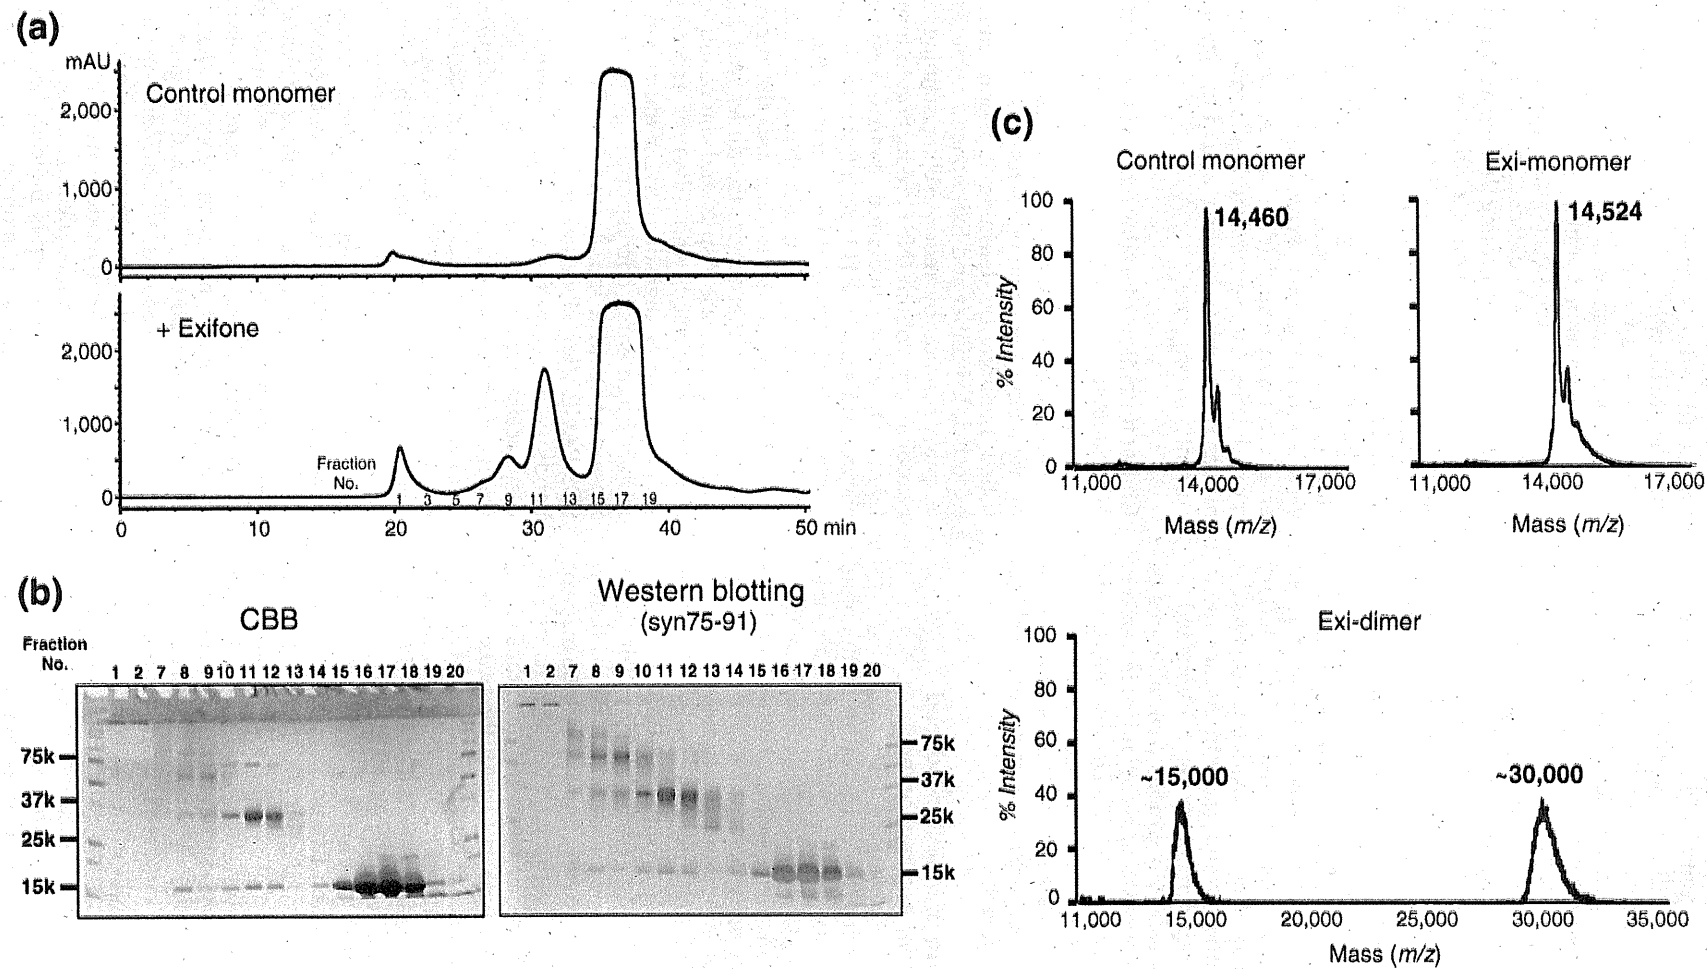 (a)
mAU
Control monomer
2,000
1,000
0
+ Exifone
2,000
1,000
Fraction
No.
0
1 3 5 7 9 11 13 15 17 19
0 10 20 30 40 50 min
(b)
CBB
Fraction
No.
1 2 7 8 9 10 11 12 13 14 15 16 17 18 19 20
75k
37k
25k
15k
Western blotting
(syn75-91)
1 2 7 8 9 10 11 12 13 14 15 16 17 18 19 20
75k
37k
25k
15k
(c)
Control monomer
100
80
60
40
20
0
% Intensity
14,460
11,000 14,000 17,000
Mass (m/z)
Exi-monomer
14,524
11,000 14,000 17,000
Mass (m/z)
Exi-dimer
100
80
60
40
20
0
% Intensity
~15,000 ~30,000
11,000 15,000 20,000 25,000 30,000 35,000
Mass (m/z)